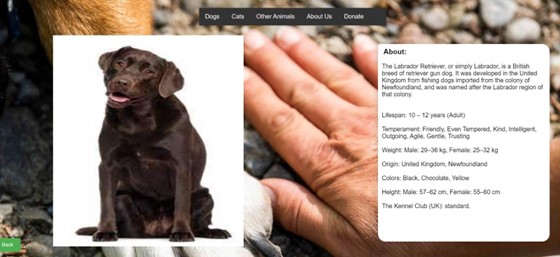 Dogs Cats Other Animals About Us Donate
About:
The Labrador Retriever, or simply Labrador, is a British
breed of retriever gun dog. It was developed in the United
Kingdom from fishing dogs imported from the colony of
Newfoundland, and was named after the Labrador region of
that colony.
Lifespan: 10 – 12 years (Adult)
Temperament: Friendly, Even Tempered, Kind, Intelligent,
Outgoing, Agile, Gentle, Trusting
Weight: Male: 29–36 kg, Female: 25–32 kg
Origin: United Kingdom, Newfoundland
Colors: Black, Chocolate, Yellow
Height: Male: 57–62 cm, Female: 55–60 cm
The Kennel Club (UK): standard.
Back